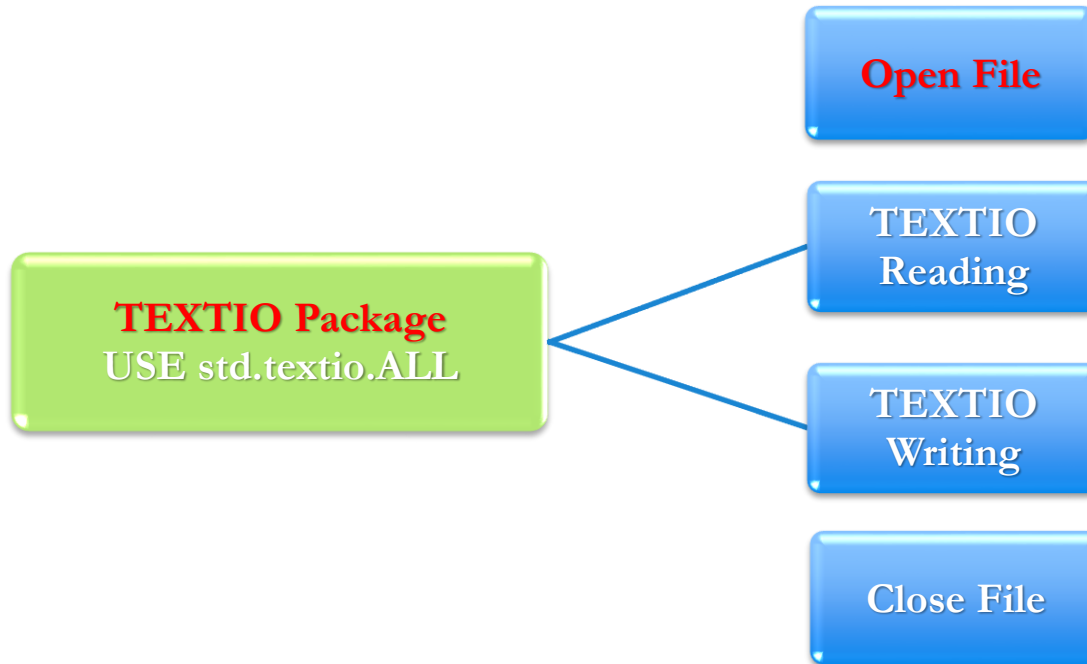 Open File
TEXTIO
Reading
TEXTIO Package
USE std.textio.ALL
TEXTIO
Writing
Close File